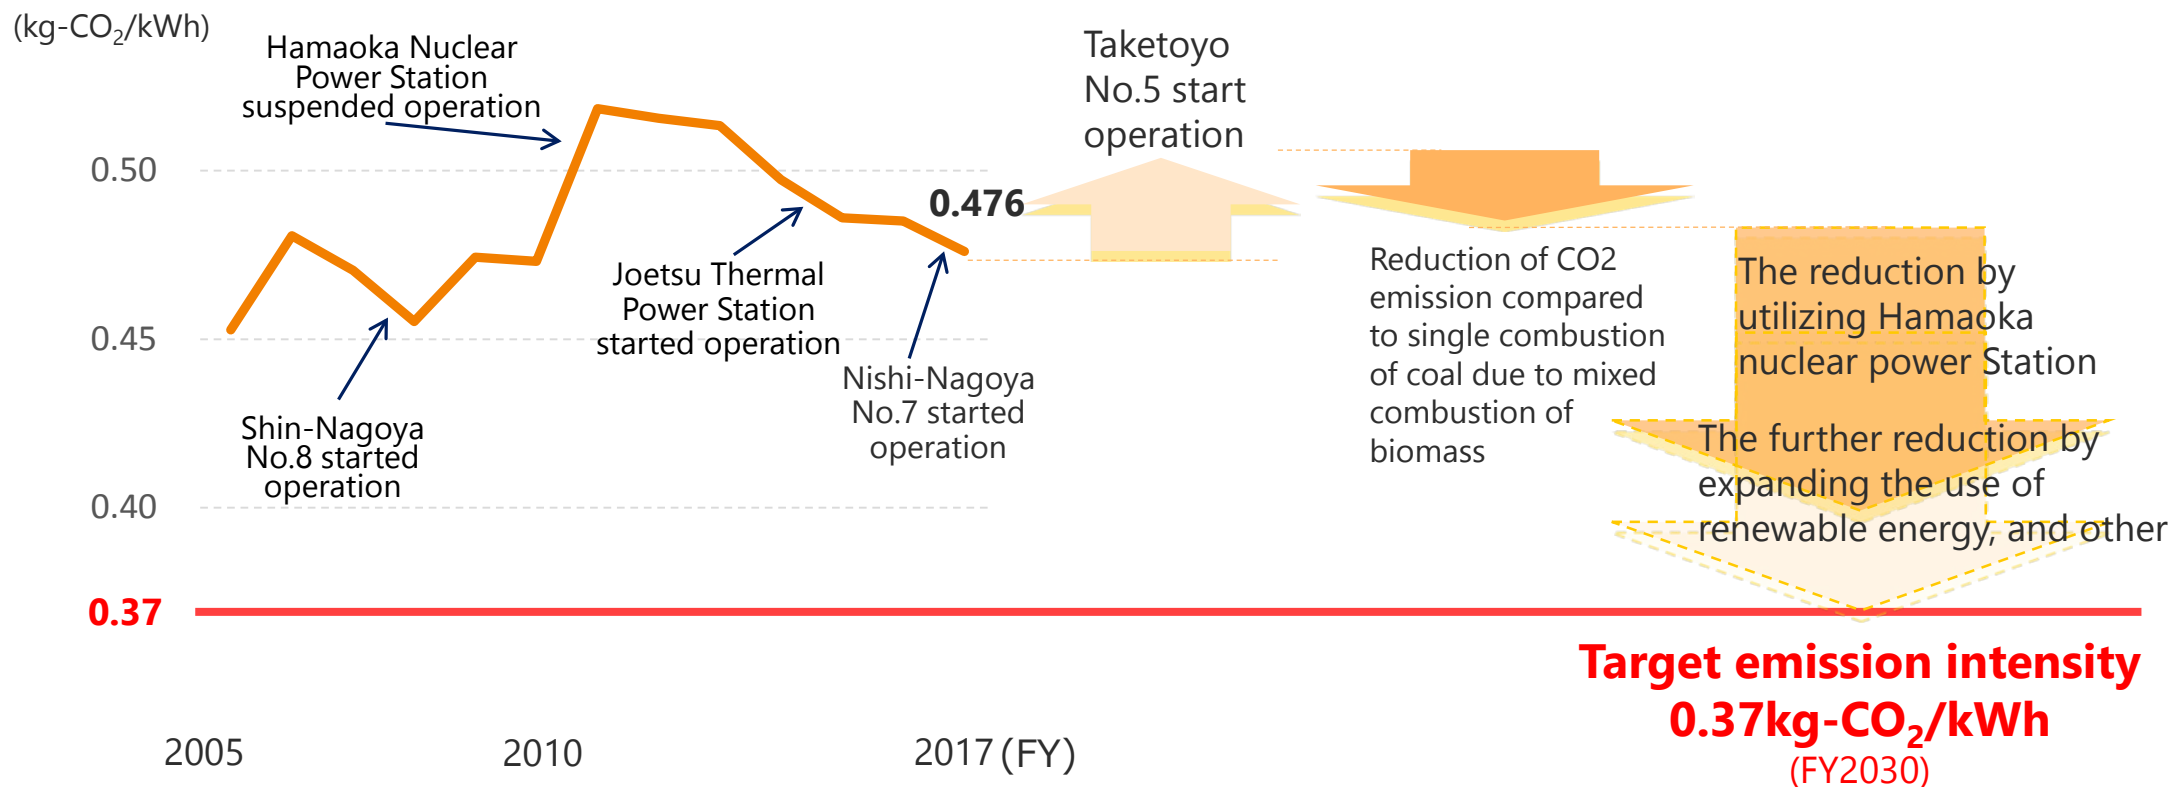 (kg-CO2/kWh)
Hamaoka Nuclear
Power Station
suspended operation
Taketoyo
No.5 start
operation
0.50
0.476
Joetsu Thermal
Power Station
started operation
Reduction of CO2
emission compared
to single combustion
of coal due to mixed
combustion of
biomass
The reduction by
utilizing Hamaoka
nuclear power Station
0.45
Nishi-Nagoya
No.7 started
operation
Shin-Nagoya
No.8 started
operation
The further reduction by
expanding the use of
renewable energy, and other
0.40
0.37
Target emission intensity
0.37kg-CO2/kWh
(FY2030)
2005
2010
2017 (FY)